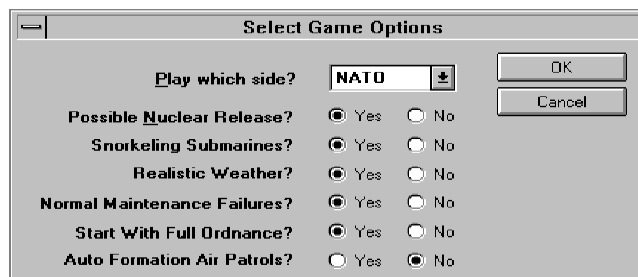 Select Game Options
Play which side? NATO OK
Cancel
Possible Nuclear Release? Yes No
Snorkeling Submarines? Yes No
Realistic Weather? Yes No
Normal Maintenance Failures? Yes No
Start With Full Ordnance? Yes No
Auto Formation Air Patrols? Yes No